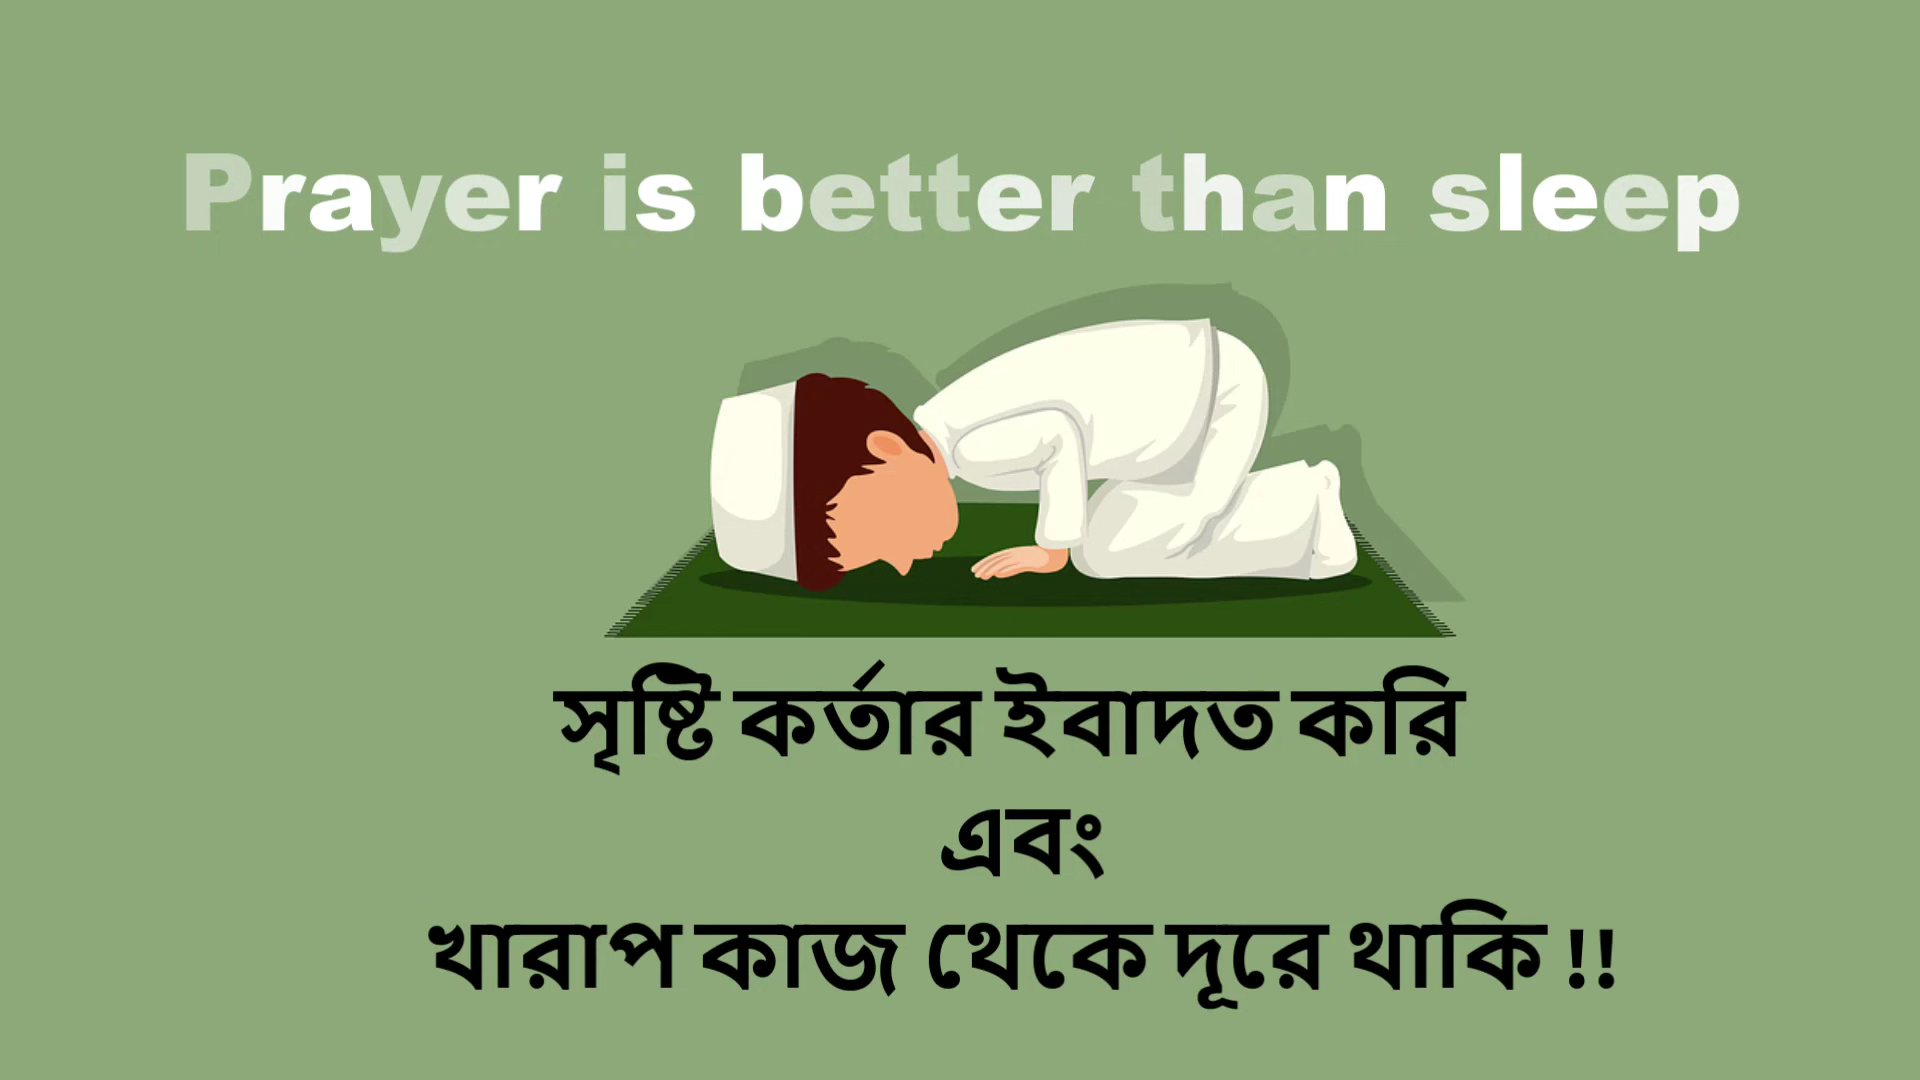 Prayer is better than sleep
সৃষ্টি কর্তার ইবাদত করি
এবং
খারাপ কাজ থেকে দূরে থাকি !!